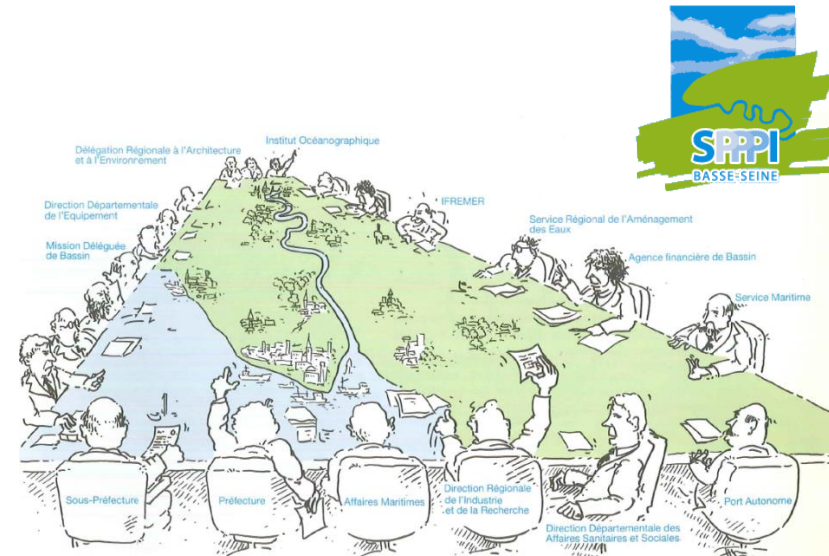 SPPPI
BASSE-SEINE
Institut Océanographique
Délégation Régionale à l'Architecture
et à l'Environnement
IFREMER
Direction Départementale
de l'Equipement
Service Régional de l'Aménagement
des Eaux
Mission Déléguée
de Bassin
Agence financière de Bassin
Service Maritime
Sous-Préfecture
Préfecture
Affaires Maritimes
Direction Régionale
de l'Industrie
et de la Recherche
Direction Départementale des
Affaires Sanitaires et Sociales
Port Autonome